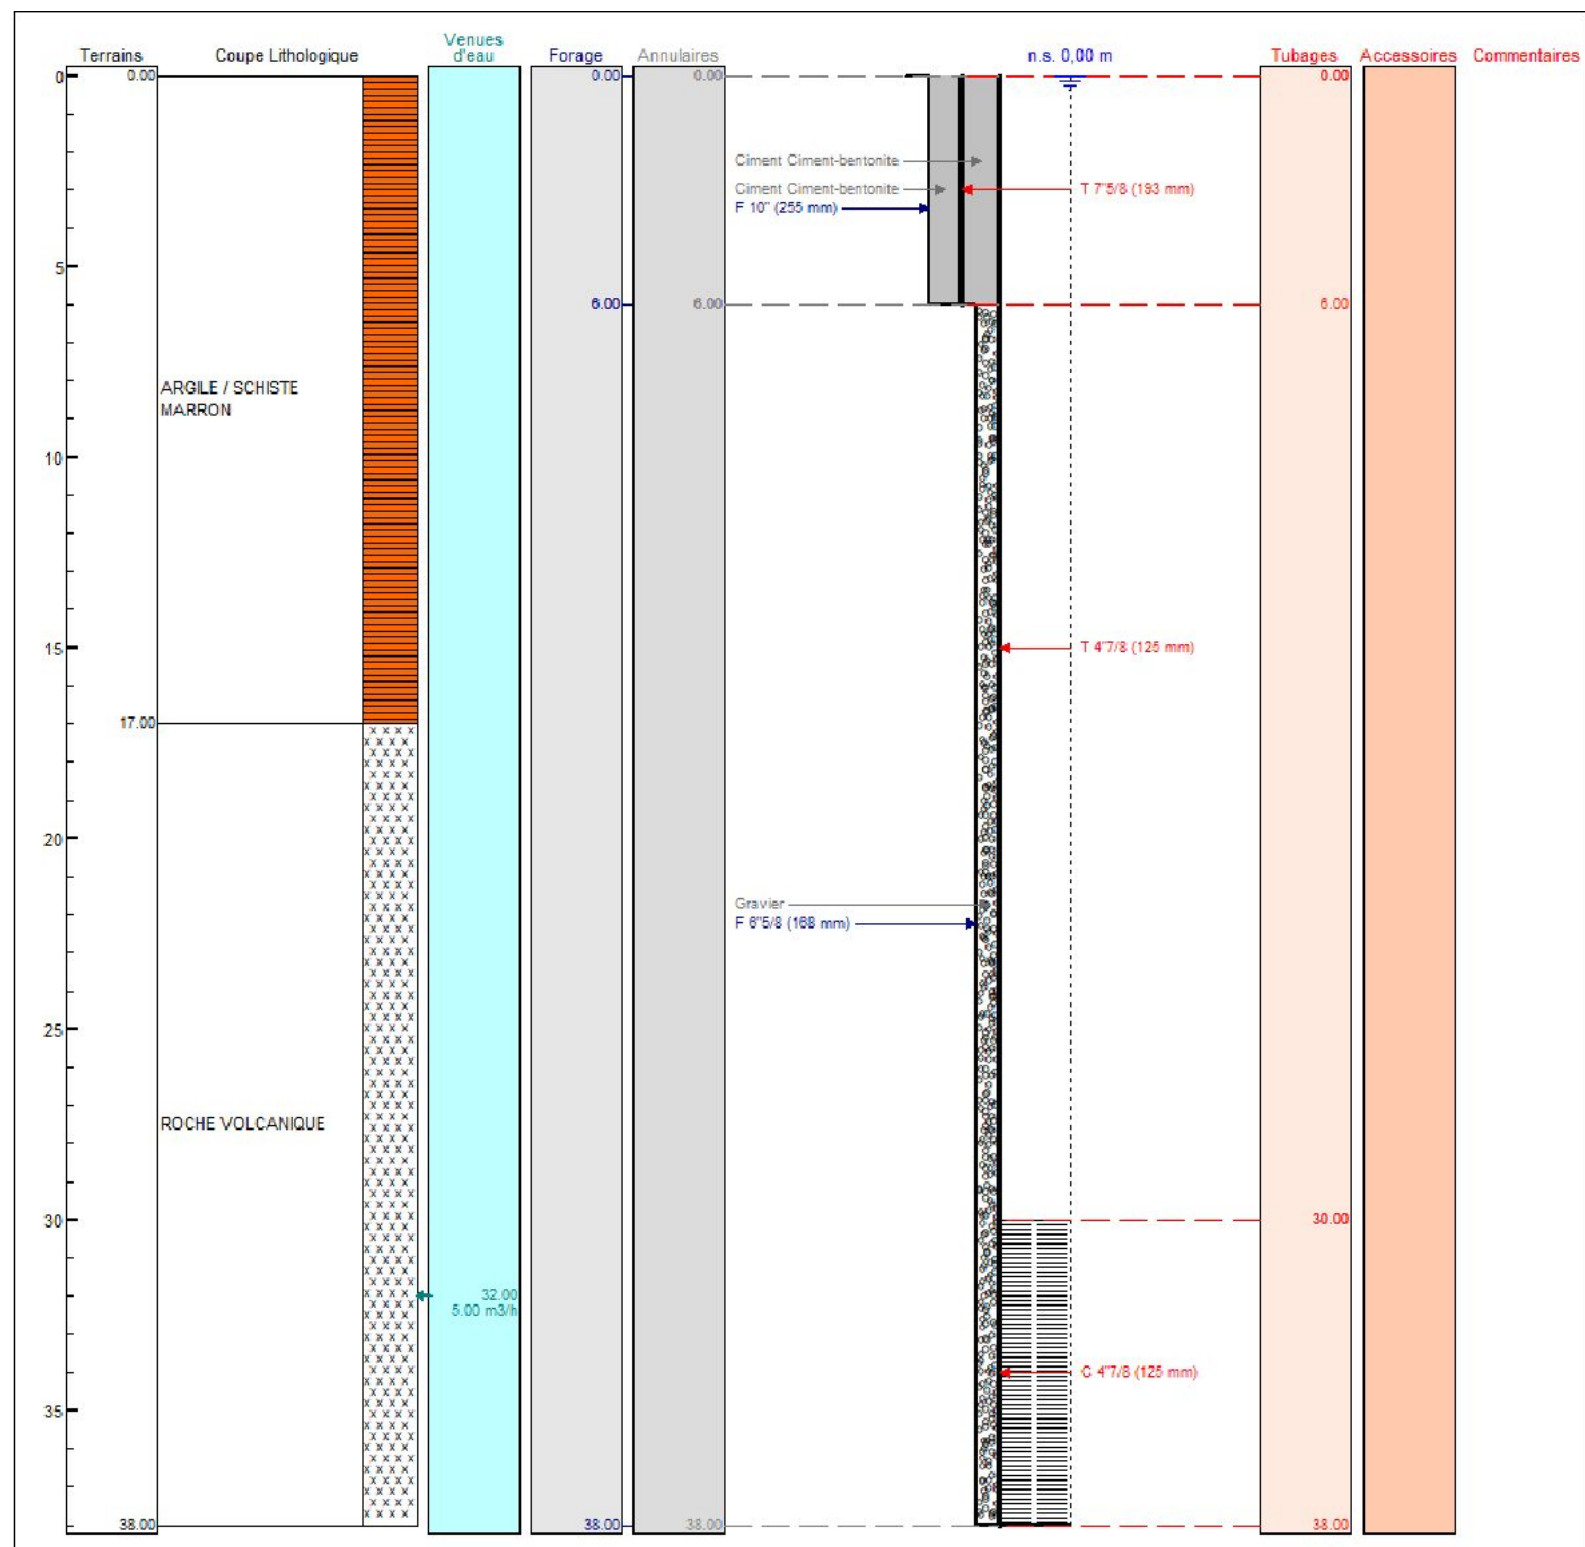 Terrains
Coupe Lithologique
Venues
d'eau
Forage
Annulaires
n.s. 0,00 m
Tubages
Accessoires
Commentaires
0
0.00
0.00
0.00
0.00
Ciment Ciment-bentonite
Ciment Ciment-bentonite
T 7"5/8 (193 mm)
F 10" (255 mm)
5
6.00
6.00
6.00
ARGILE / SCHISTE
MARRON
10
15
T 4"7/8 (125 mm)
17.00
20
Gravier
F 6"5/8 (168 mm)
25
ROCHE VOLCANIQUE
30
30.00
32.00
5.00 m3/h
C 4"7/8 (125 mm)
35
38.00
38.00
38.00
38.00